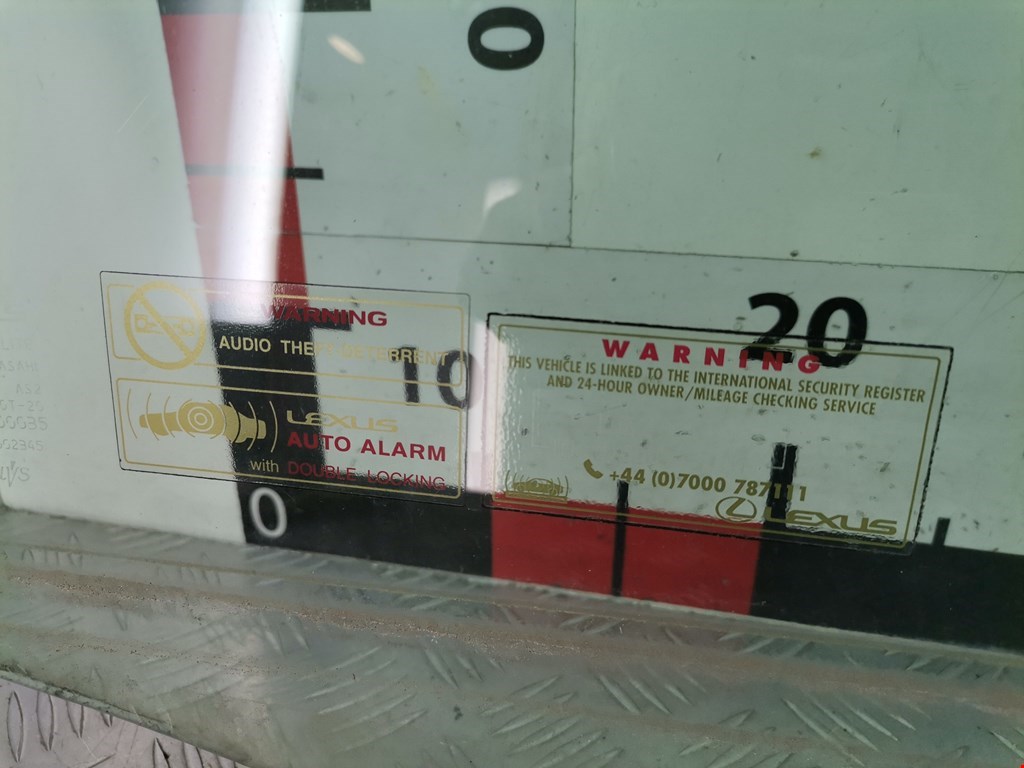 0
WARNING
AUDIO THEFT DETERRENT
LEXUS
AUTO ALARM
with DOUBLE LOCKING
10
20
WARNING
THIS VEHICLE IS LINKED TO THE INTERNATIONAL SECURITY REGISTER
AND 24-HOUR OWNER/MILEAGE CHECKING SERVICE
+44 (0)7000 787111
LEXUS
0